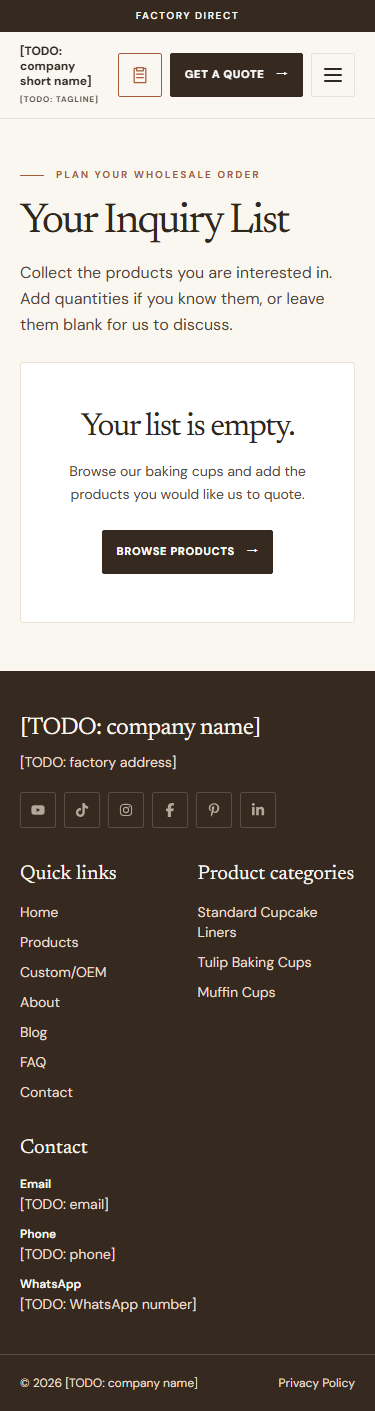 FACTORY DIRECT
[TODO:
company
short name]
[TODO: TAGLINE]
GET A QUOTE →
PLAN YOUR WHOLESALE ORDER
Your Inquiry List
Collect the products you are interested in.
Add quantities if you know them, or leave
them blank for us to discuss.
Your list is empty.
Browse our baking cups and add the
products you would like us to quote.
BROWSE PRODUCTS →
[TODO: company name]
[TODO: factory address]
Quick links
Home
Products
Custom/OEM
About
Blog
FAQ
Contact
Product categories
Standard Cupcake
Liners
Tulip Baking Cups
Muffin Cups
Contact
Email
[TODO: email]
Phone
[TODO: phone]
WhatsApp
[TODO: WhatsApp number]
© 2026 [TODO: company name]
Privacy Policy